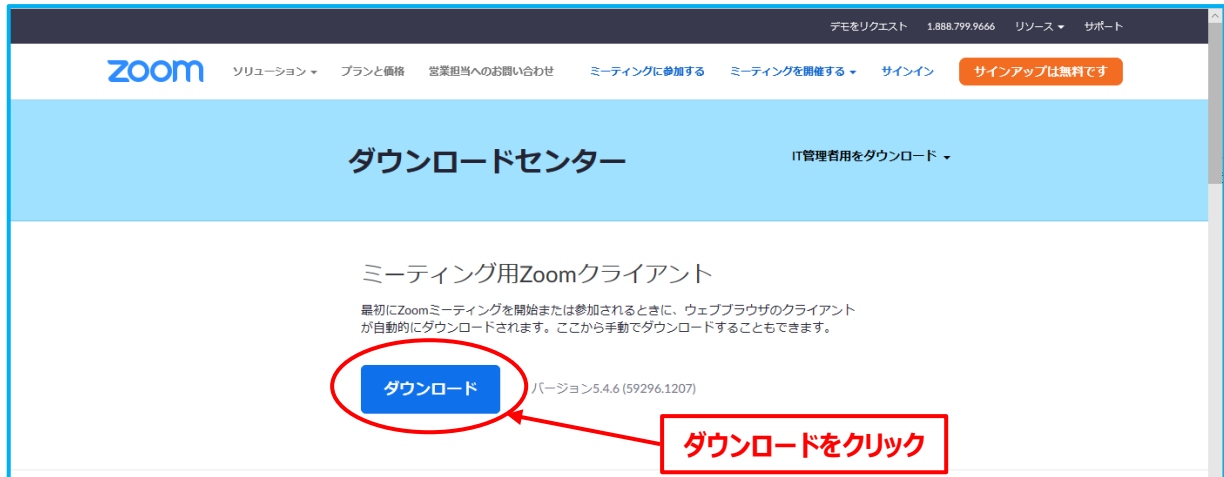 デモをリクエスト 1.888.799.9666 リソース サポート
zoom ソリューション プランと価格 営業担当へのお問い合わせ ミーティングに参加する ミーティングを開催する サインイン サインアップは無料です
ダウンロードセンター IT管理者用をダウンロード
ミーティング用Zoomクライアント
最初にZoomミーティングを開始または参加されるときに、ウェブブラウザのクライアント
が自動的にダウンロードされます。ここから手動でダウンロードすることもできます。
ダウンロード バージョン5.4.6 (59296.1207)
ダウンロードをクリック